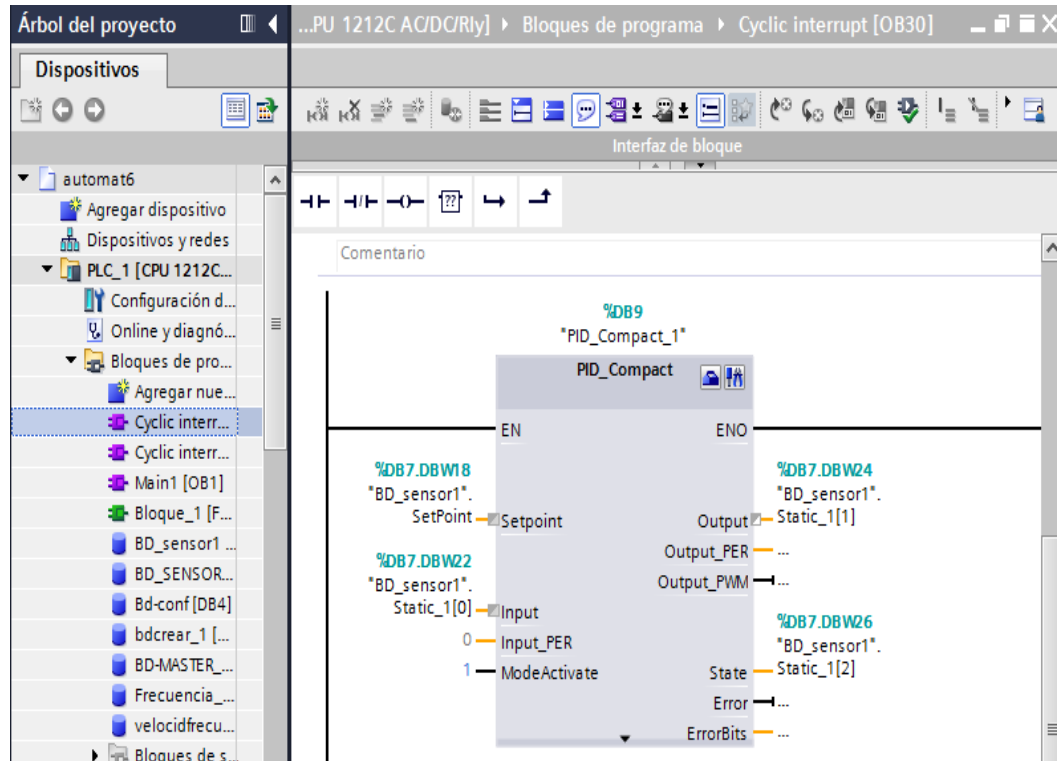 Árbol del proyecto
...PU 1212C AC/DC/Rly] ▸ Bloques de programa ▸ Cyclic interrupt [OB30]
Dispositivos
Interfaz de bloque
automat6
Agregar dispositivo
Dispositivos y redes
PLC_1 [CPU 1212C...
Configuración d...
Online y diagnó...
Bloques de pro...
Agregar nue...
Cyclic interr...
Cyclic interr...
Main1 [OB1]
Bloque_1 [F...
BD_sensor1 ...
BD_SENSOR...
Bd-conf [DB4]
bdcrear_1 [...
BD-MASTER_...
Frecuencia_...
velocidfrecu...
Bloques de s...
??
Comentario
%DB9
"PID_Compact_1"
PID_Compact
EN
ENO
%DB7.DBW18
"BD_sensor1".
SetPoint
Setpoint
%DB7.DBW22
"BD_sensor1".
Static_1[0]
Input
0
Input_PER
1
ModeActivate
%DB7.DBW24
"BD_sensor1".
Output
Static_1[1]
Output_PER
...
Output_PWM
...
%DB7.DBW26
"BD_sensor1".
State
Static_1[2]
Error
...
ErrorBits
...